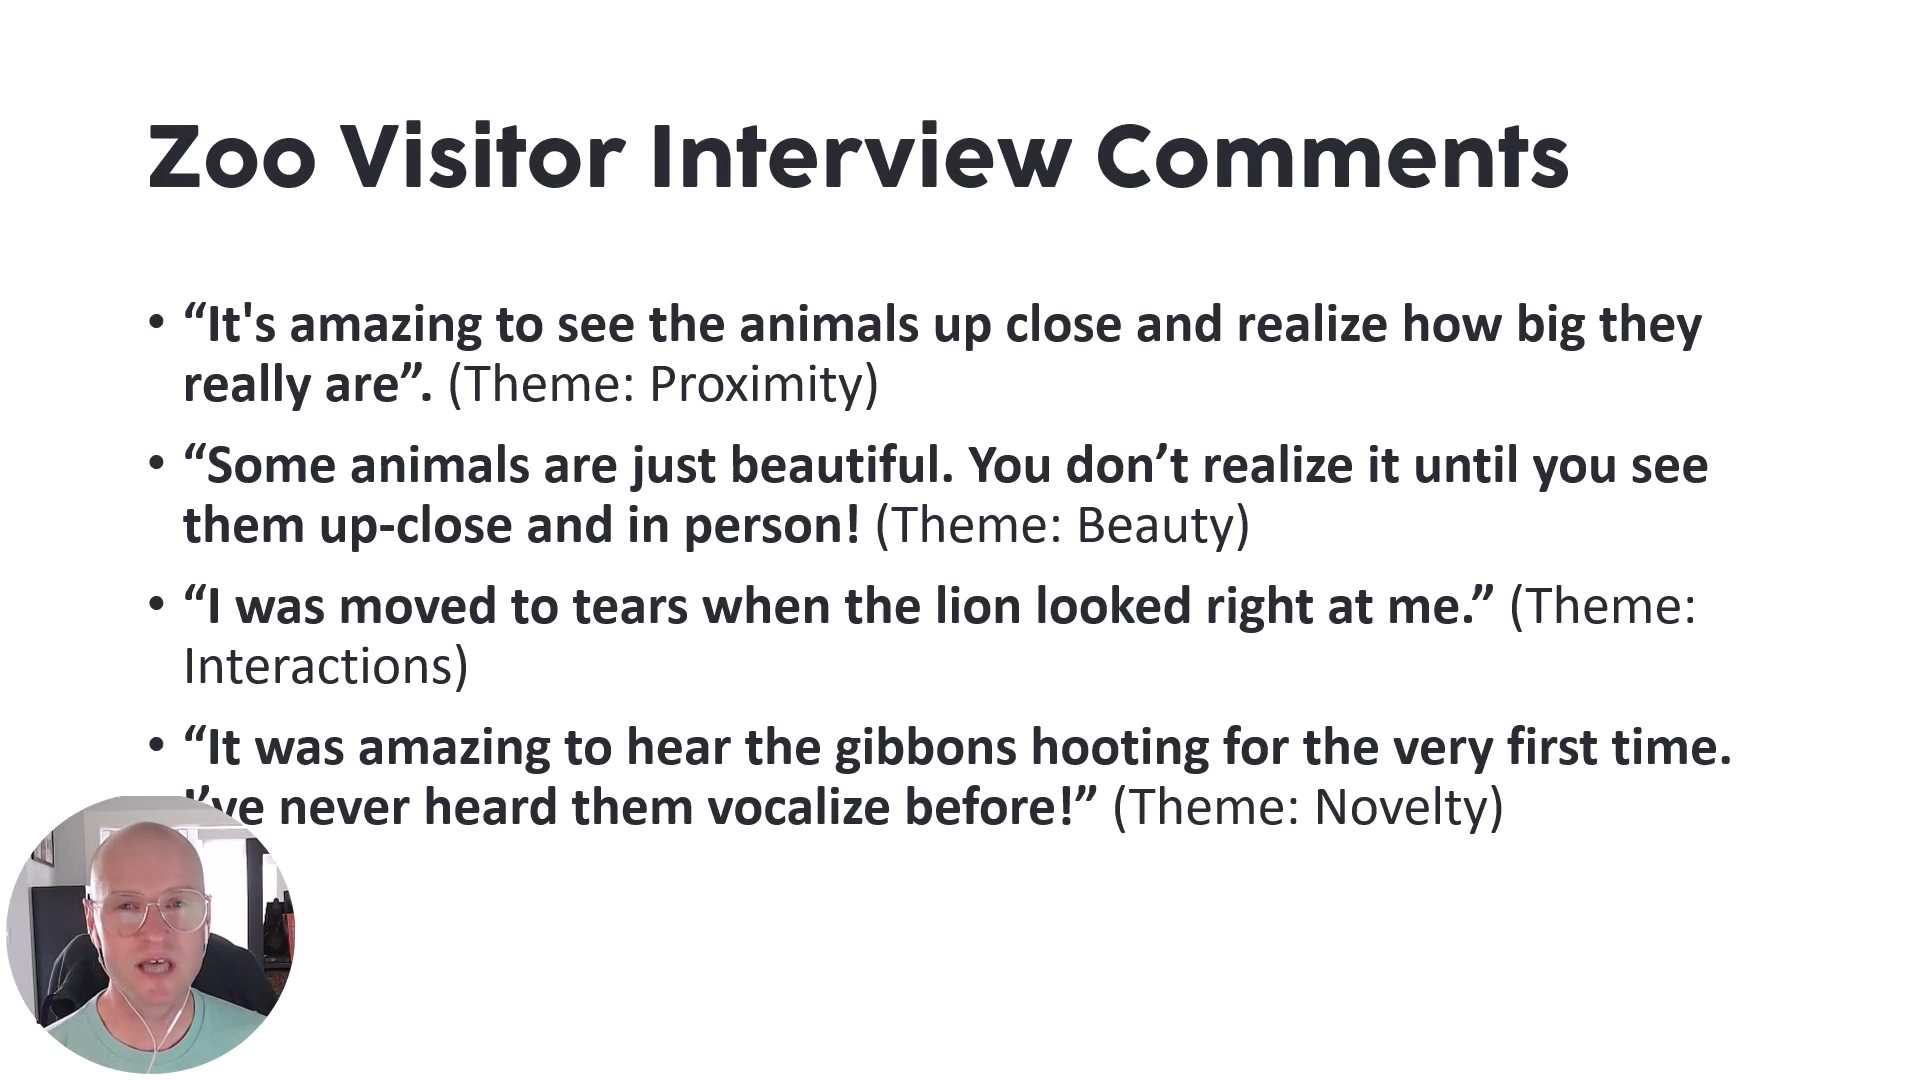 Zoo Visitor Interview Comments
• “It's amazing to see the animals up close and realize how big they
really are”. (Theme: Proximity)
• “Some animals are just beautiful. You don’t realize it until you see
them up-close and in person! (Theme: Beauty)
• “I was moved to tears when the lion looked right at me.” (Theme:
Interactions)
• “It was amazing to hear the gibbons hooting for the very first time.
I’ve never heard them vocalize before!” (Theme: Novelty)